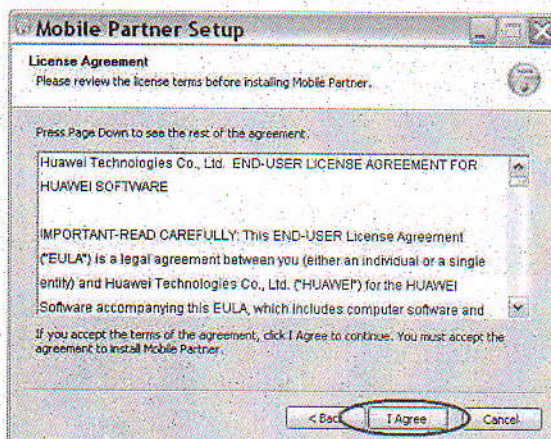 Mobile Partner Setup
License Agreement
Please review the license terms before installing Mobile Partner.
Press Page Down to see the rest of the agreement.
Huawei Technologies Co., Ltd. END-USER LICENSE AGREEMENT FOR
HUAWEI SOFTWARE
IMPORTANT-READ CAREFULLY: This END-USER License Agreement
("EULA") is a legal agreement between you (either an individual or a single
entity) and Huawei Technologies Co., Ltd. ("HUAWEI") for the HUAWEI
Software accompanying this EULA, which includes computer software and
If you accept the terms of the agreement, click I Agree to continue. You must accept the
agreement to install Mobile Partner.
< Back
I Agree
Cancel